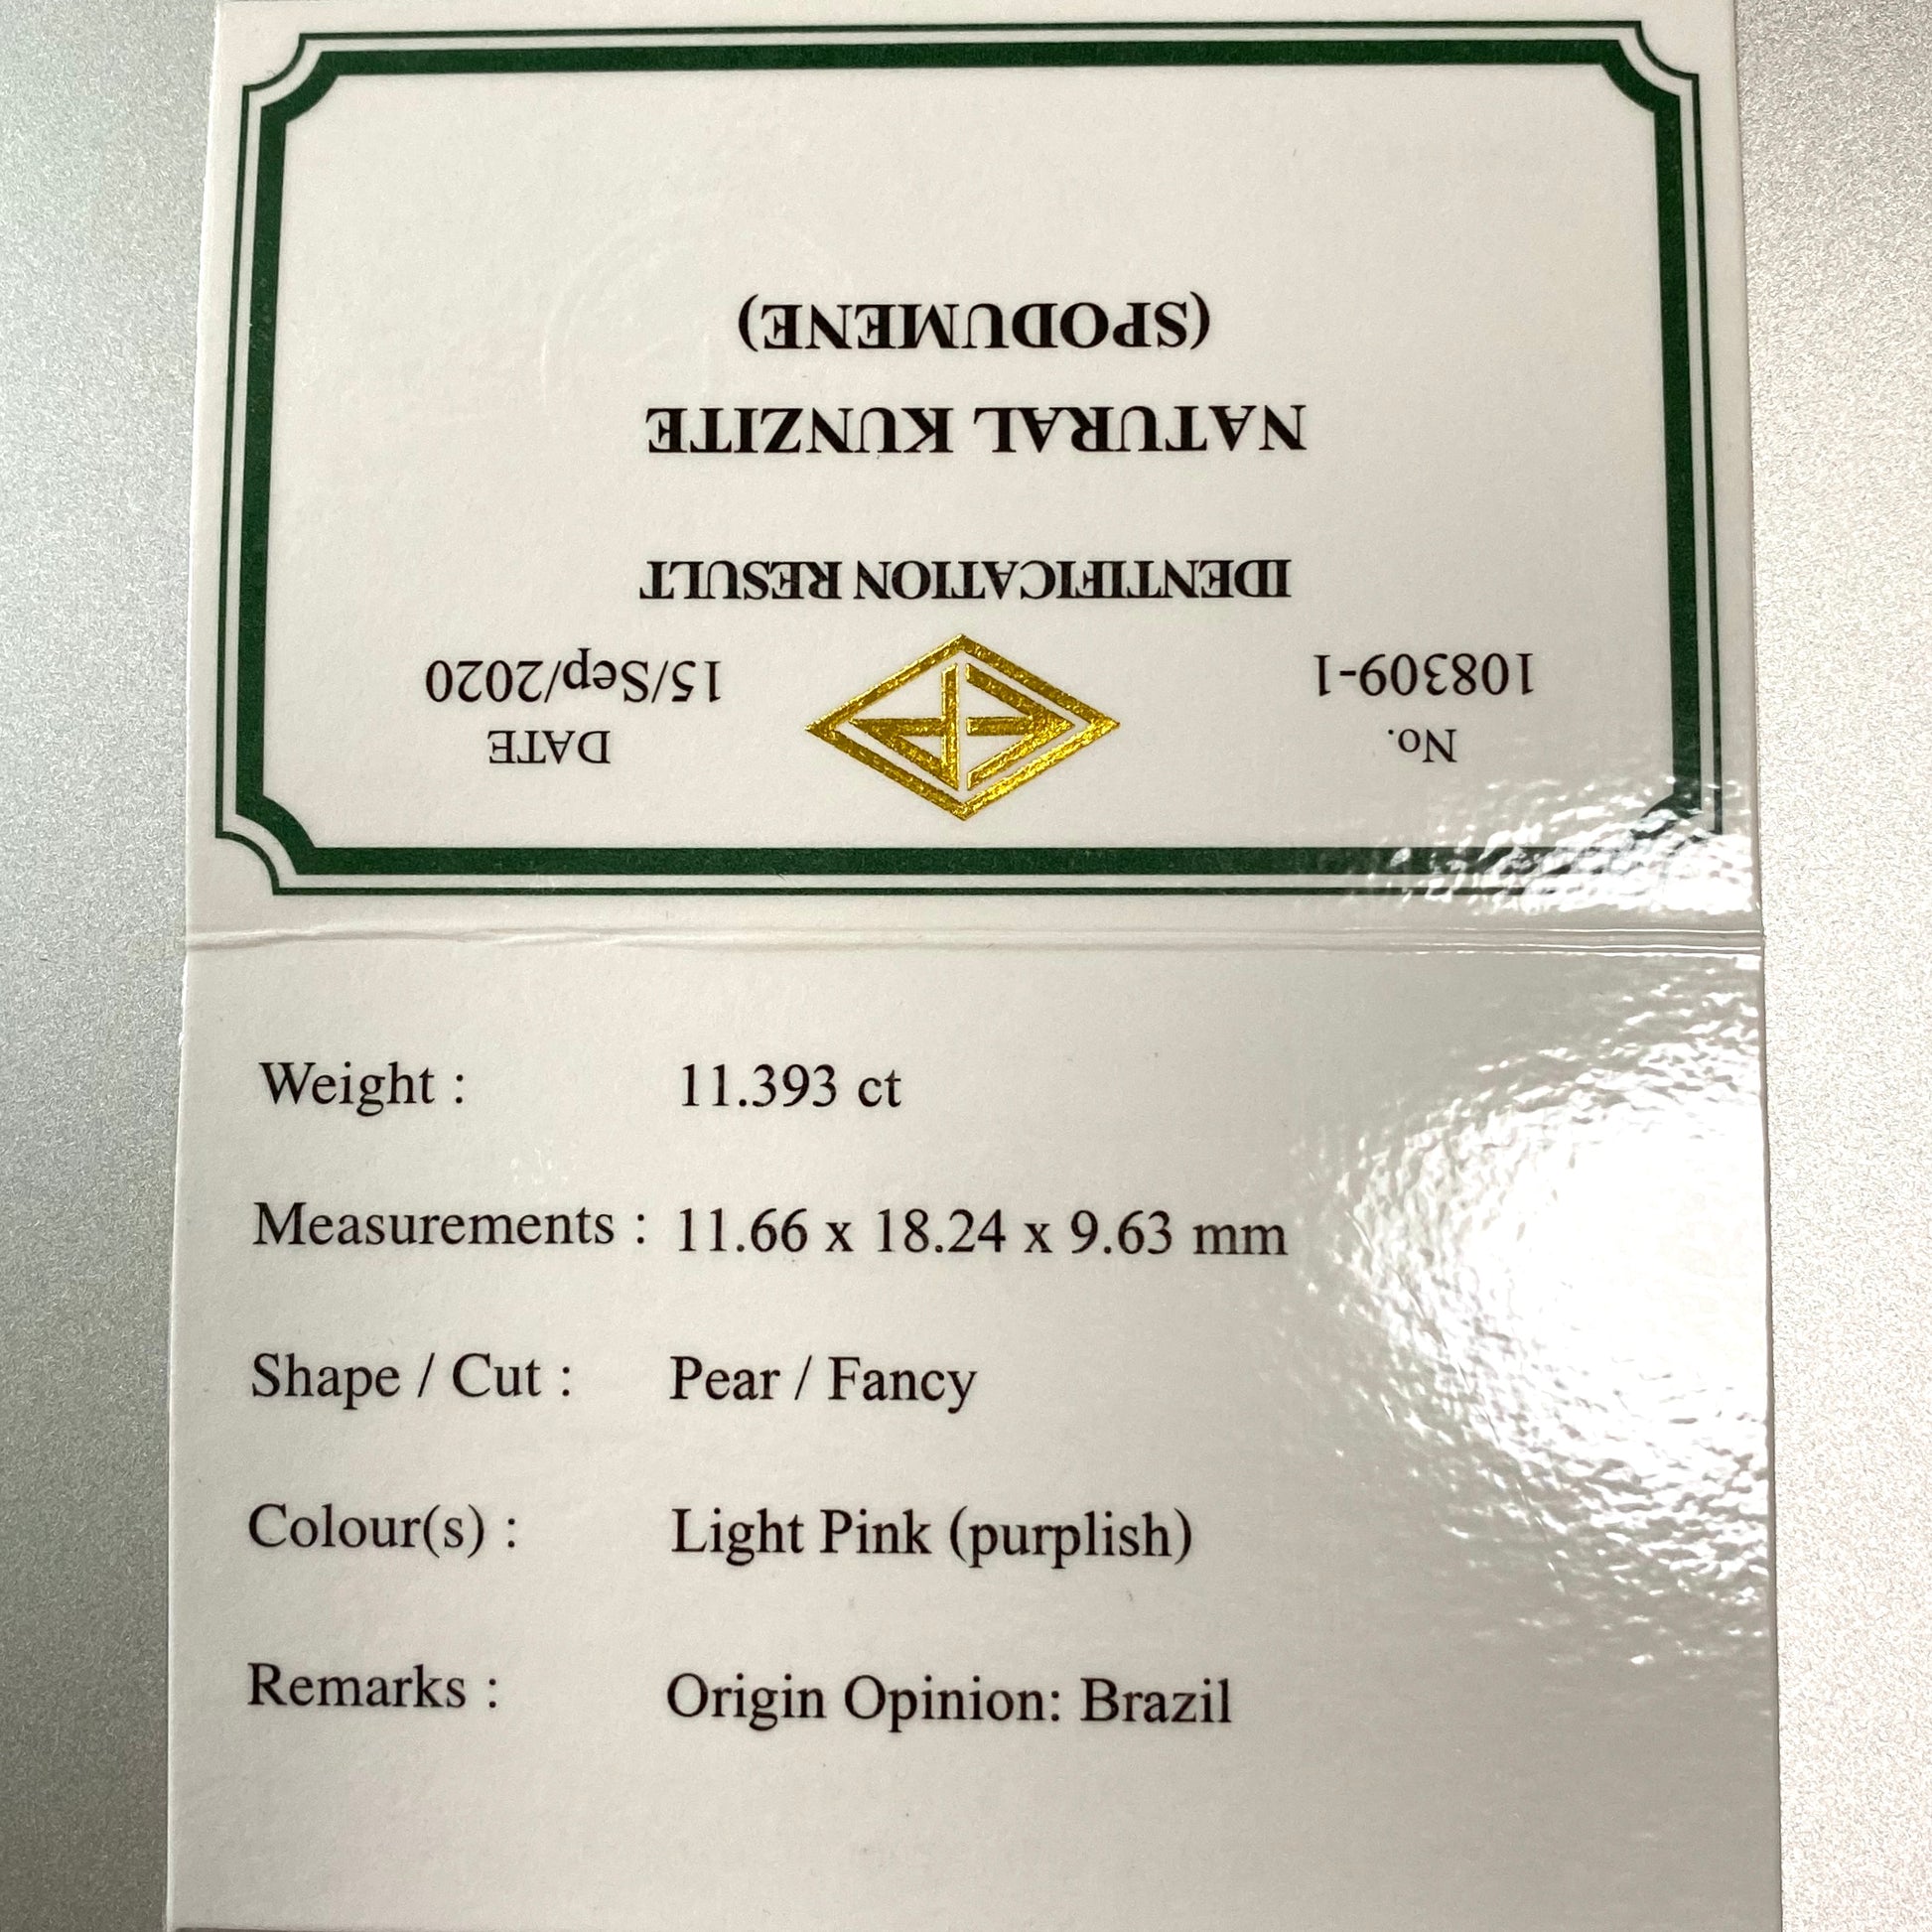 No.
108309-1
DATE
15/Sep/2020
IDENTIFICATION RESULT
NATURAL KUNZITE
(SPODUMENE)
Weight : 11.393 ct
Measurements : 11.66 x 18.24 x 9.63 mm
Shape / Cut : Pear / Fancy
Colour(s) : Light Pink (purplish)
Remarks : Origin Opinion: Brazil